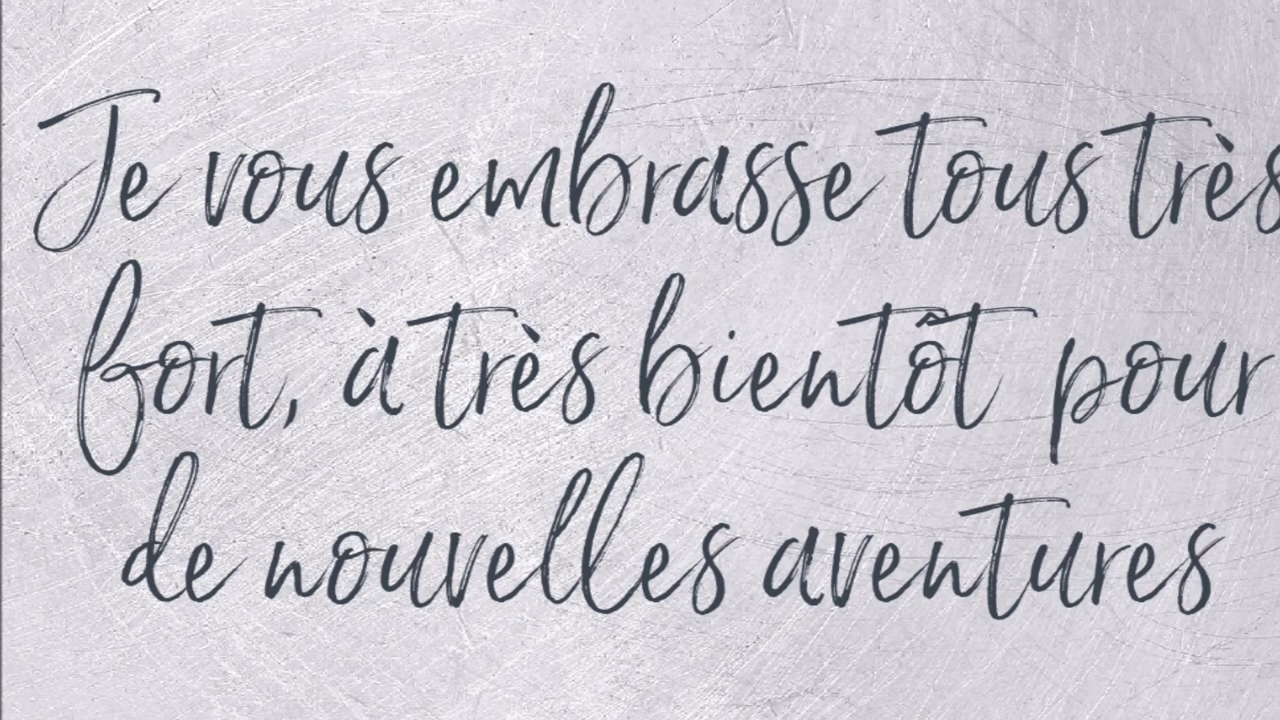 Je vous embrasse tous très
fort, à très bientôt pour
de nouvelles aventures